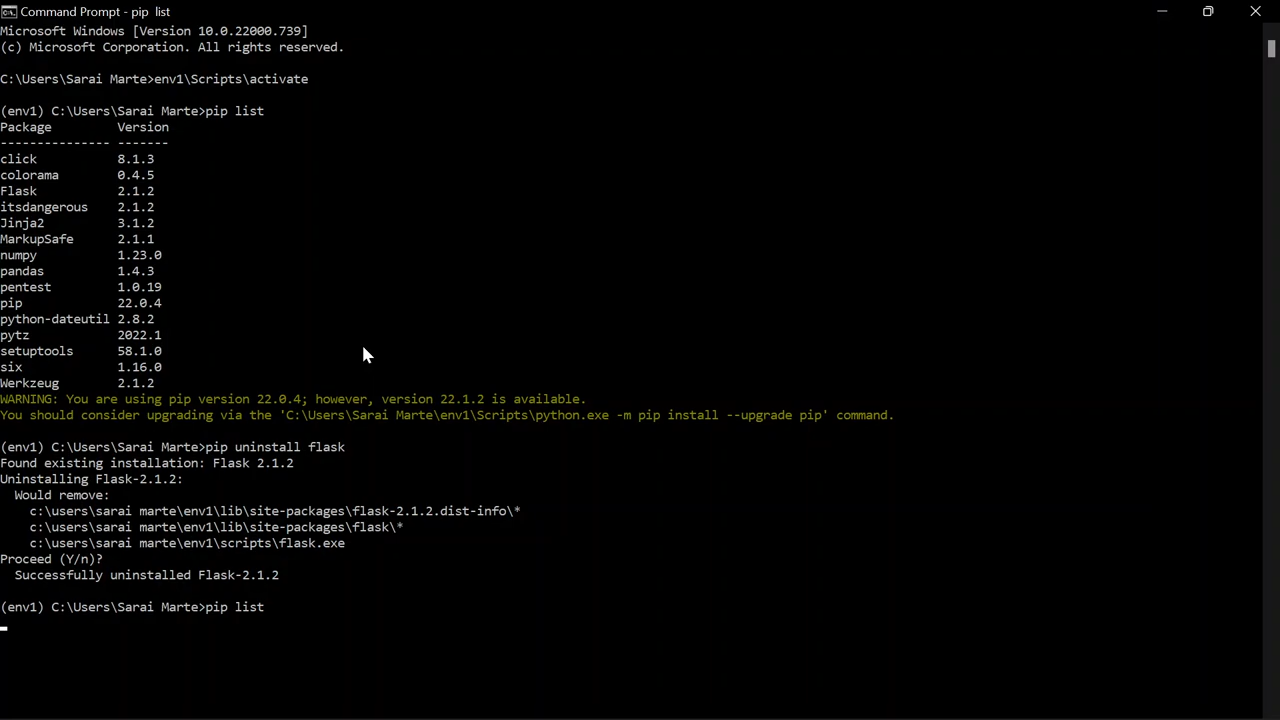 Command Prompt - pip  list
Microsoft Windows [Version 10.0.22000.739]
(c) Microsoft Corporation. All rights reserved.
C:\Users\Sarai Marte>env1\Scripts\activate
(env1) C:\Users\Sarai Marte>pip list
Package         Version
--------------- -------
click           8.1.3
colorama        0.4.5
Flask           2.1.2
itsdangerous    2.1.2
Jinja2          3.1.2
MarkupSafe      2.1.1
numpy           1.23.0
pandas          1.4.3
pentest         1.0.19
pip             22.0.4
python-dateutil 2.8.2
pytz            2022.1
setuptools      58.1.0
six             1.16.0
Werkzeug        2.1.2
WARNING: You are using pip version 22.0.4; however, version 22.1.2 is available.
You should consider upgrading via the 'C:\Users\Sarai Marte\env1\Scripts\python.exe -m pip install --upgrade pip' command.
(env1) C:\Users\Sarai Marte>pip uninstall flask
Found existing installation: Flask 2.1.2
Uninstalling Flask-2.1.2:
  Would remove:
    c:\users\sarai marte\env1\lib\site-packages\flask-2.1.2.dist-info\*
    c:\users\sarai marte\env1\lib\site-packages\flask\*
    c:\users\sarai marte\env1\scripts\flask.exe
Proceed (Y/n)?
  Successfully uninstalled Flask-2.1.2
(env1) C:\Users\Sarai Marte>pip list